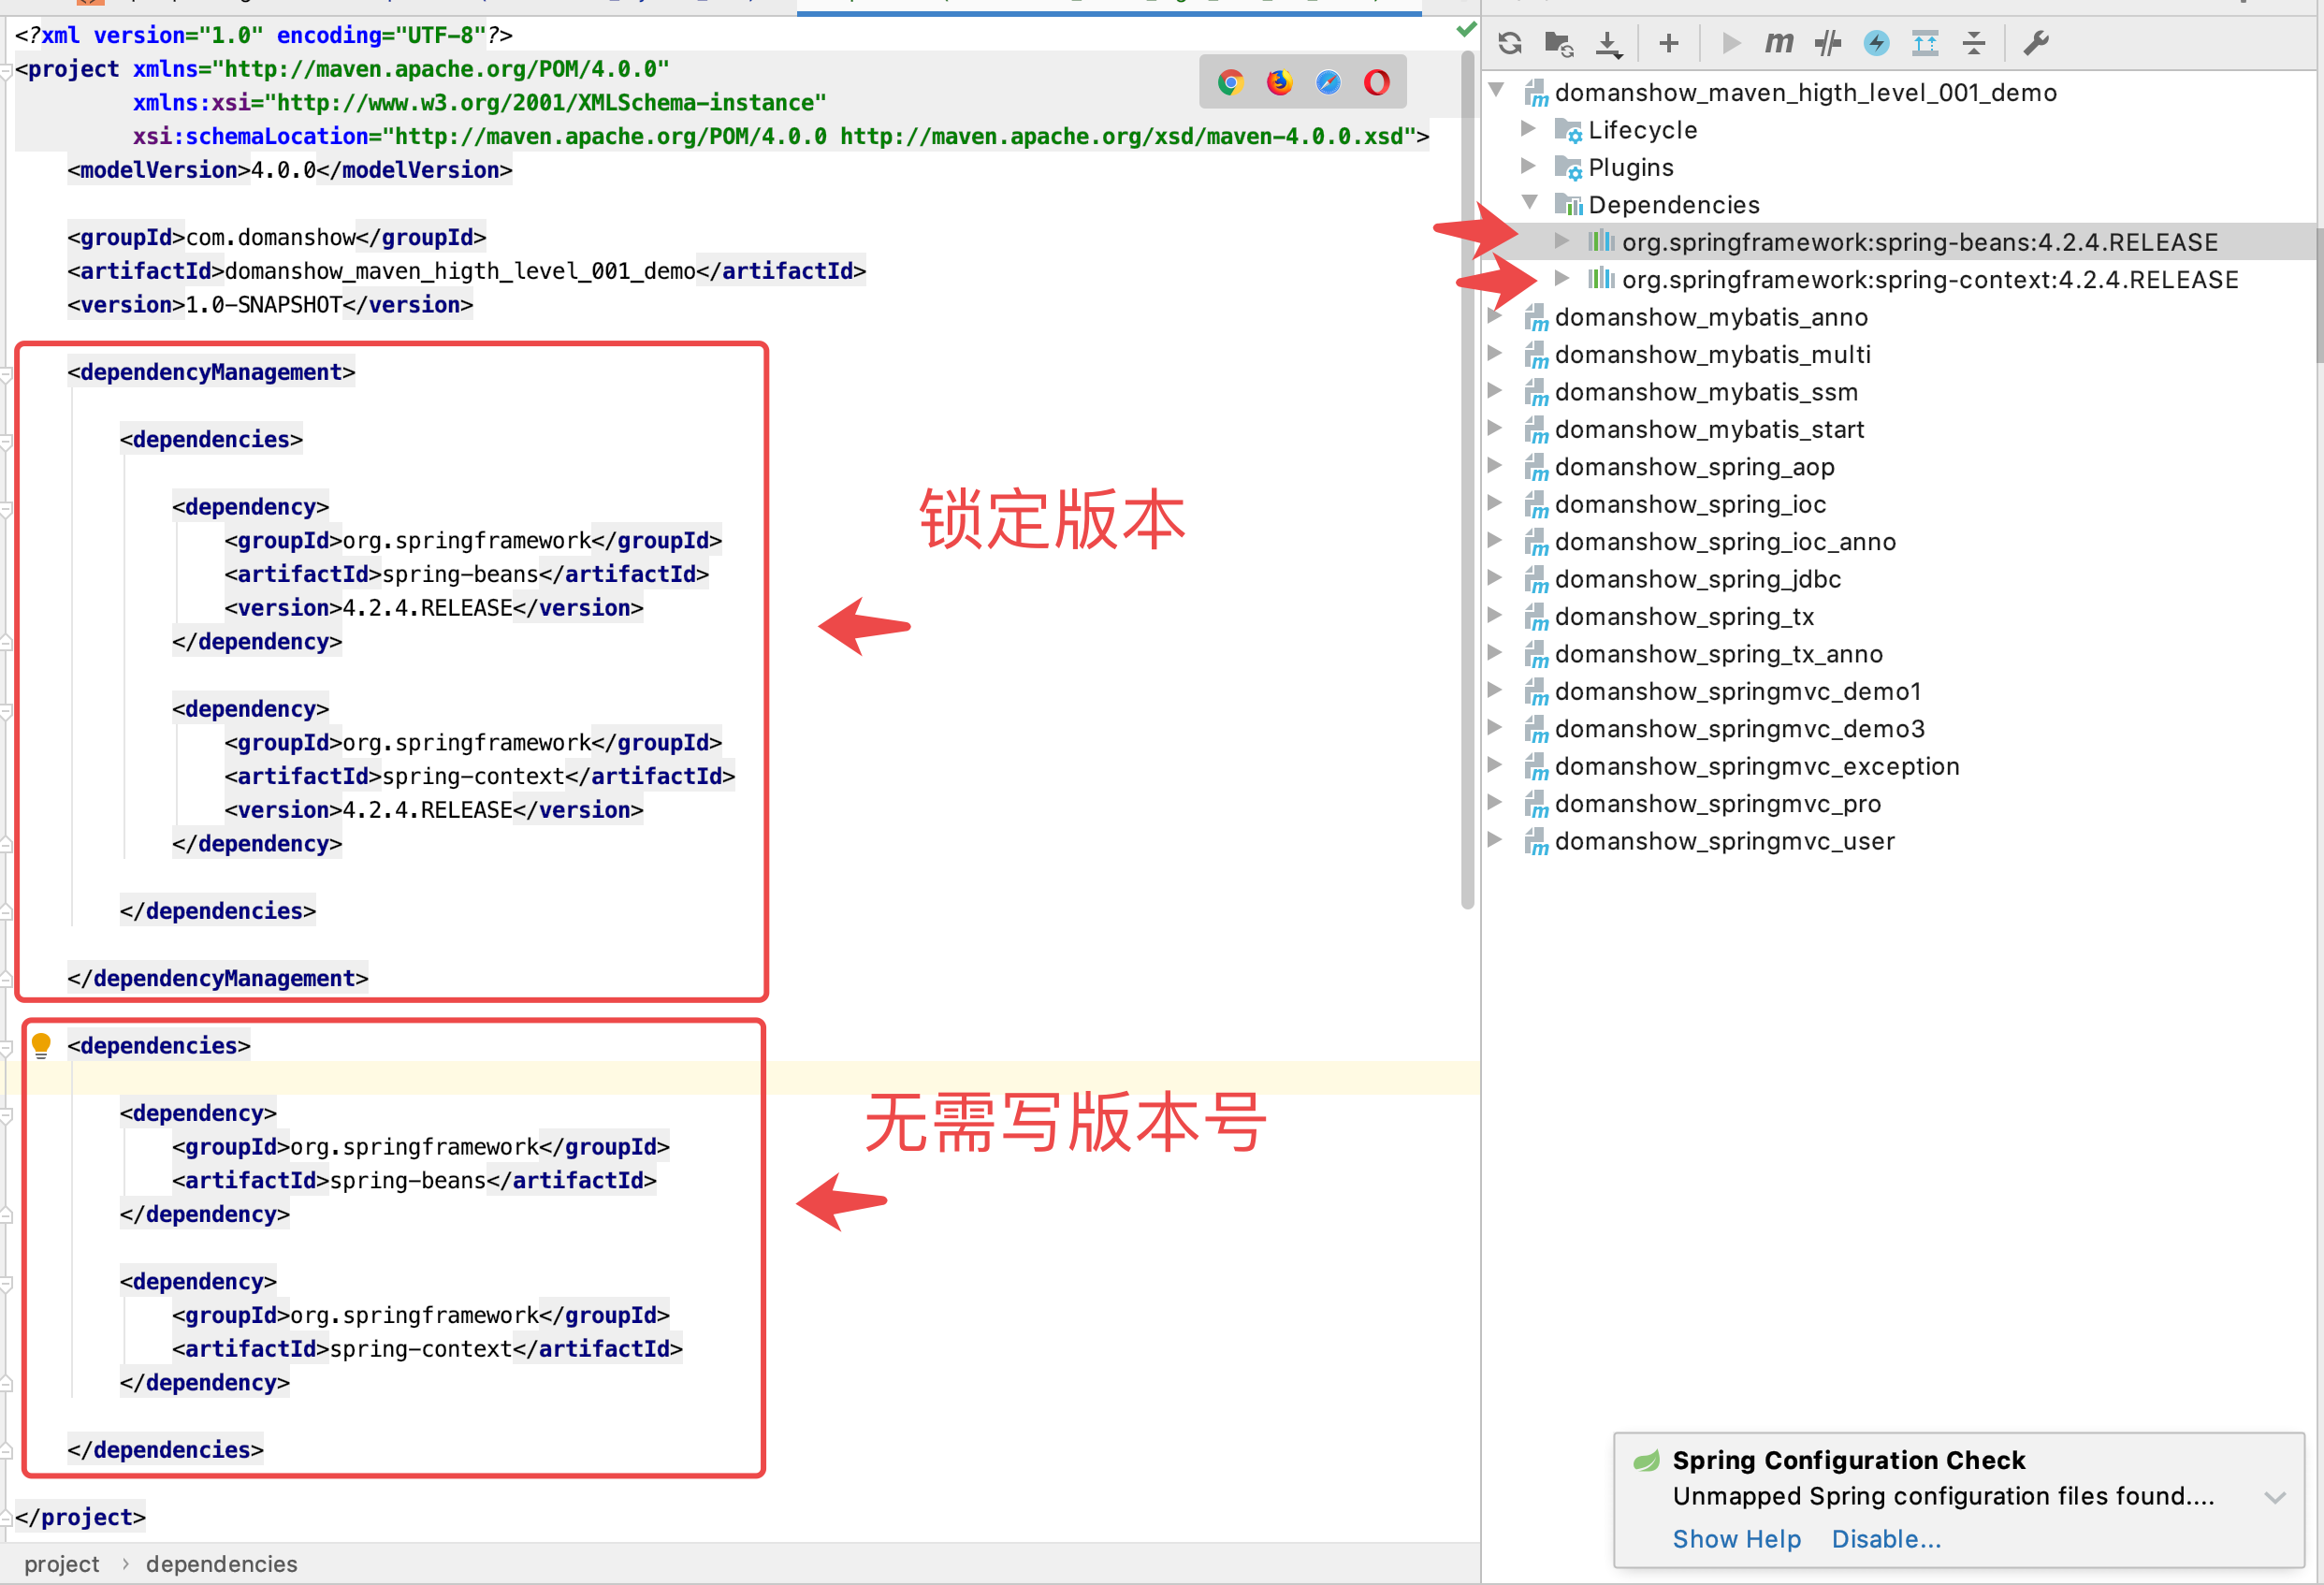 <?xml version="1.0" encoding="UTF-8"?>
<project xmlns="http://maven.apache.org/POM/4.0.0"
xmlns:xsi="http://www.w3.org/2001/XMLSchema-instance"
xsi:schemaLocation="http://maven.apache.org/POM/4.0.0 http://maven.apache.org/xsd/maven-4.0.0.xsd">
<modelVersion>4.0.0</modelVersion>
<groupId>com.domanshow</groupId>
<artifactId>domanshow_maven_higth_level_001_demo</artifactId>
<version>1.0-SNAPSHOT</version>
<dependencyManagement>
<dependencies>
<dependency>
<groupId>org.springframework</groupId>
<artifactId>spring-beans</artifactId>
<version>4.2.4.RELEASE</version>
</dependency>
<dependency>
<groupId>org.springframework</groupId>
<artifactId>spring-context</artifactId>
<version>4.2.4.RELEASE</version>
</dependency>
</dependencies>
</dependencyManagement>
锁定版本
<dependencies>
<dependency>
<groupId>org.springframework</groupId>
<artifactId>spring-beans</artifactId>
</dependency>
<dependency>
<groupId>org.springframework</groupId>
<artifactId>spring-context</artifactId>
</dependency>
</dependencies>
无需写版本号
</project>
project › dependencies
domanshow_maven_higth_level_001_demo
Lifecycle
Plugins
Dependencies
org.springframework:spring-beans:4.2.4.RELEASE
org.springframework:spring-context:4.2.4.RELEASE
domanshow_mybatis_anno
domanshow_mybatis_multi
domanshow_mybatis_ssm
domanshow_mybatis_start
domanshow_spring_aop
domanshow_spring_ioc
domanshow_spring_ioc_anno
domanshow_spring_jdbc
domanshow_spring_tx
domanshow_spring_tx_anno
domanshow_springmvc_demo1
domanshow_springmvc_demo3
domanshow_springmvc_exception
domanshow_springmvc_pro
domanshow_springmvc_user
Spring Configuration Check
Unmapped Spring configuration files found....
Show Help Disable...